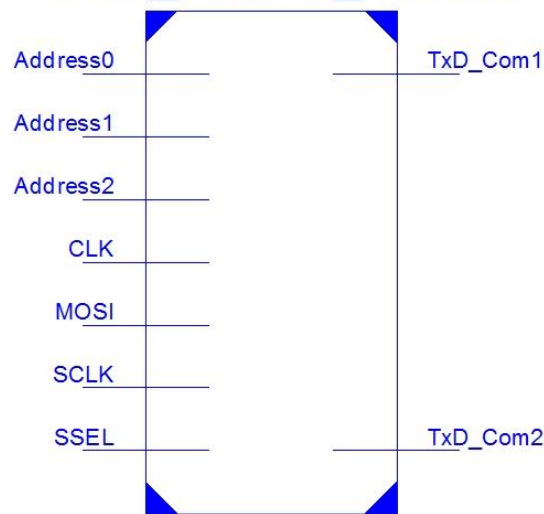 Address0
TxD_Com1
Address1
Address2
CLK
MOSI
SCLK
SSEL
TxD_Com2